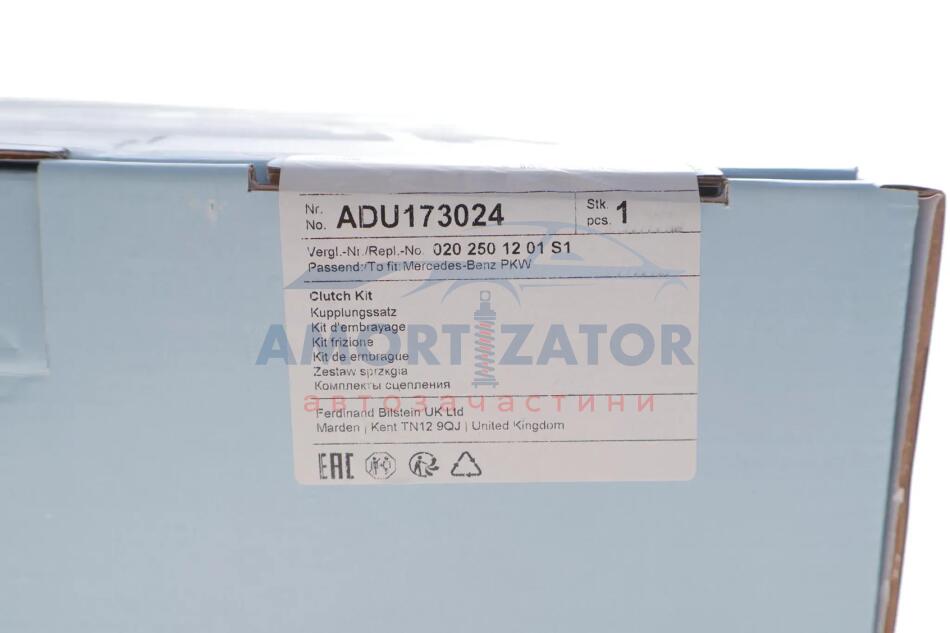 Nr.
No. ADU173024 Stk.
pcs. 1
Vergl.-Nr./Repl.-No. 020 250 12 01 S1
Passend:/To fit: Mercedes-Benz PKW
Clutch Kit
Kupplungssatz
Kit d'embrayage
Kit frizione
Kit de embrague
Zestaw sprzęgła
Комплекты сцепления
AMORTIZATOR
автозачастини
Ferdinand Bilstein UK Ltd
Marden | Kent TN12 9QJ | United Kingdom
EAC